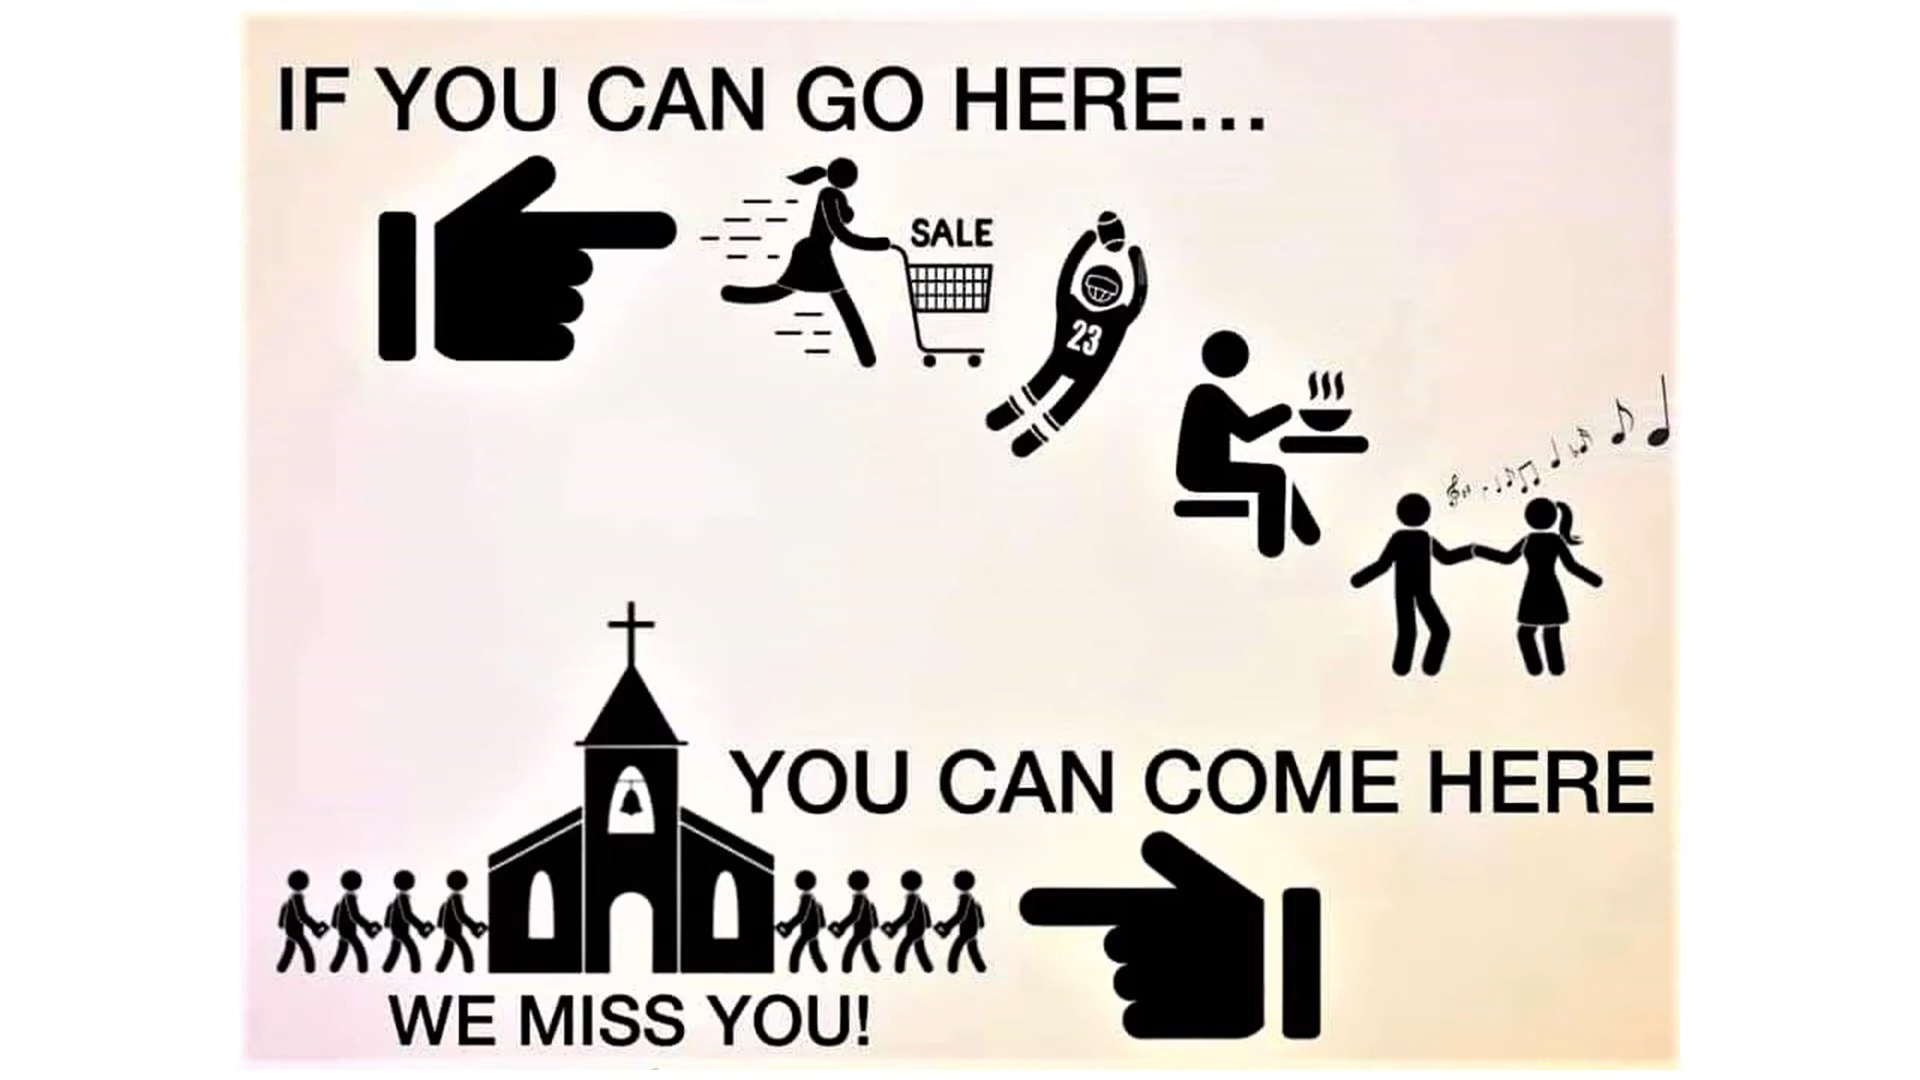 IF YOU CAN GO HERE...
SALE
23
YOU CAN COME HERE
WE MISS YOU!